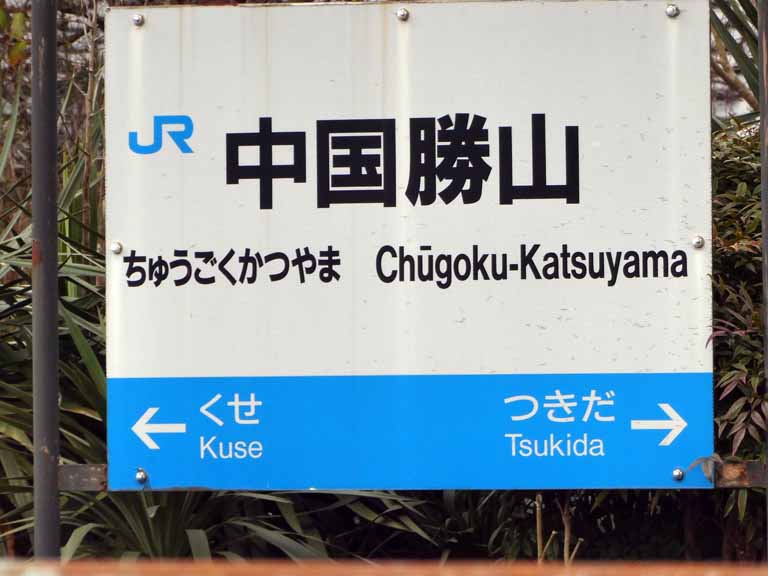 JR 中国勝山
ちゅうごくかつやま Chūgoku-Katsuyama
← くせ つきだ →
Kuse Tsukida